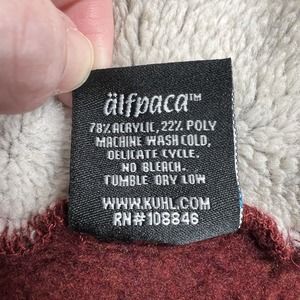 älfpaca™
78% ACRYLIC, 22% POLY
MACHINE WASH COLD,
DELICATE CYCLE.
NO BLEACH.
TUMBLE DRY LOW
WWW.KUHL.COM
RN#108846